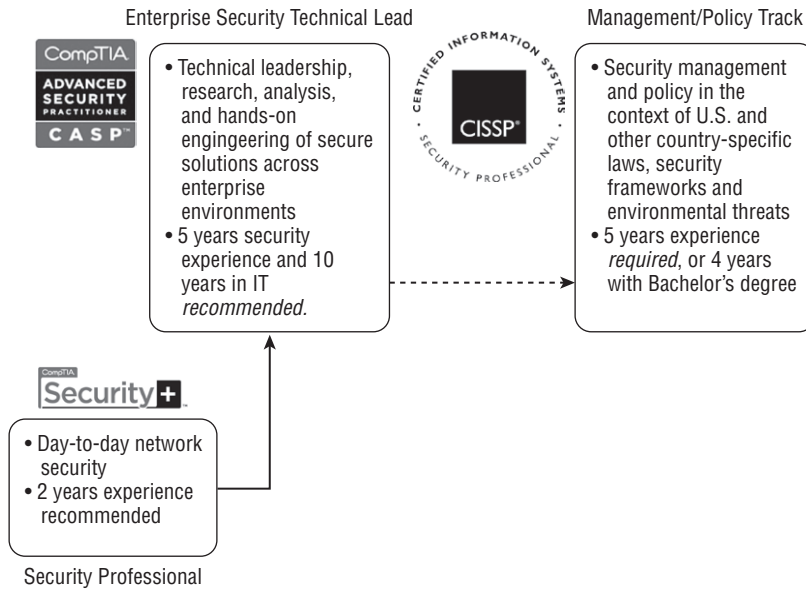 Enterprise Security Technical Lead
Management/Policy Track
CompTIA
ADVANCED
SECURITY
PRACTITIONER
CASP™
• Technical leadership,
research, analysis,
and hands-on
engingeering of secure
solutions across
enterprise
environments
• 5 years security
experience and 10
years in IT
recommended.
CERTIFIED INFORMATION SYSTEMS
• SECURITY PROFESSIONAL •
CISSP®
• Security management
and policy in the
context of U.S. and
other country-specific
laws, security
frameworks and
environmental threats
• 5 years experience
required, or 4 years
with Bachelor's degree
CompTIA
Security+™
• Day-to-day network
security
• 2 years experience
recommended
Security Professional